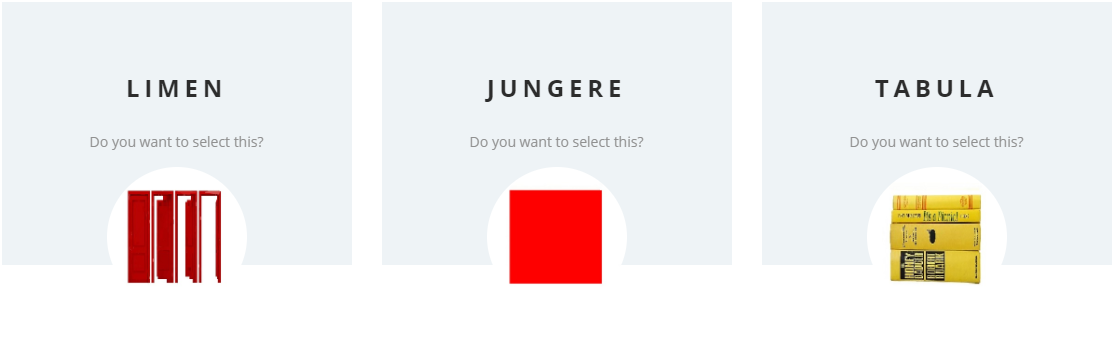 LIMEN
Do you want to select this?
JUNGERE
Do you want to select this?
TABULA
Do you want to select this?